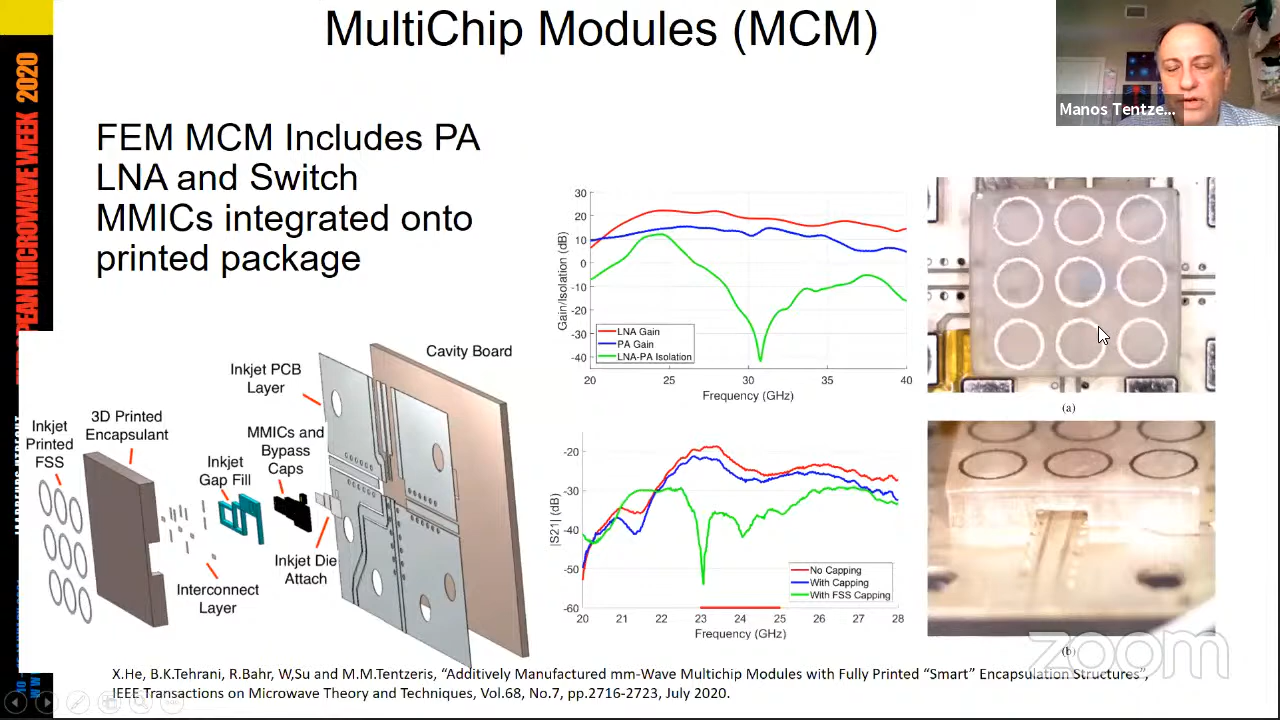 MultiChip Modules (MCM)
Manos Tentze...
EUROPEAN MICROWAVE WEEK 2020
FEM MCM Includes PA
LNA and Switch
MMICs integrated onto
printed package
Cavity Board
Inkjet PCB
Layer
3D Printed
Encapsulant
Inkjet
Printed
FSS
MMICs and
Bypass
Caps
Inkjet
Gap Fill
Inkjet Die
Attach
Interconnect
Layer
Gain/Isolation (dB)
30
20
10
0
-10
-20
-30
-40
LNA Gain
PA Gain
LNA-PA Isolation
20 25 30 35 40
Frequency (GHz)
|S21| (dB)
-20
-30
-40
-50
-60
No Capping
With Capping
With FSS Capping
20 21 22 23 24 25 26 27 28
Frequency (GHz)
(a)
(b)
zoom
X.He, B.K.Tehrani, R.Bahr, W,Su and M.M.Tentzeris, “Additively Manufactured mm-Wave MultiChip Modules with Fully Printed “Smart” Encapsulation Structures”,
IEEE Transactions on Microwave Theory and Techniques, Vol.68, No.7, pp.2716-2723, July 2020.